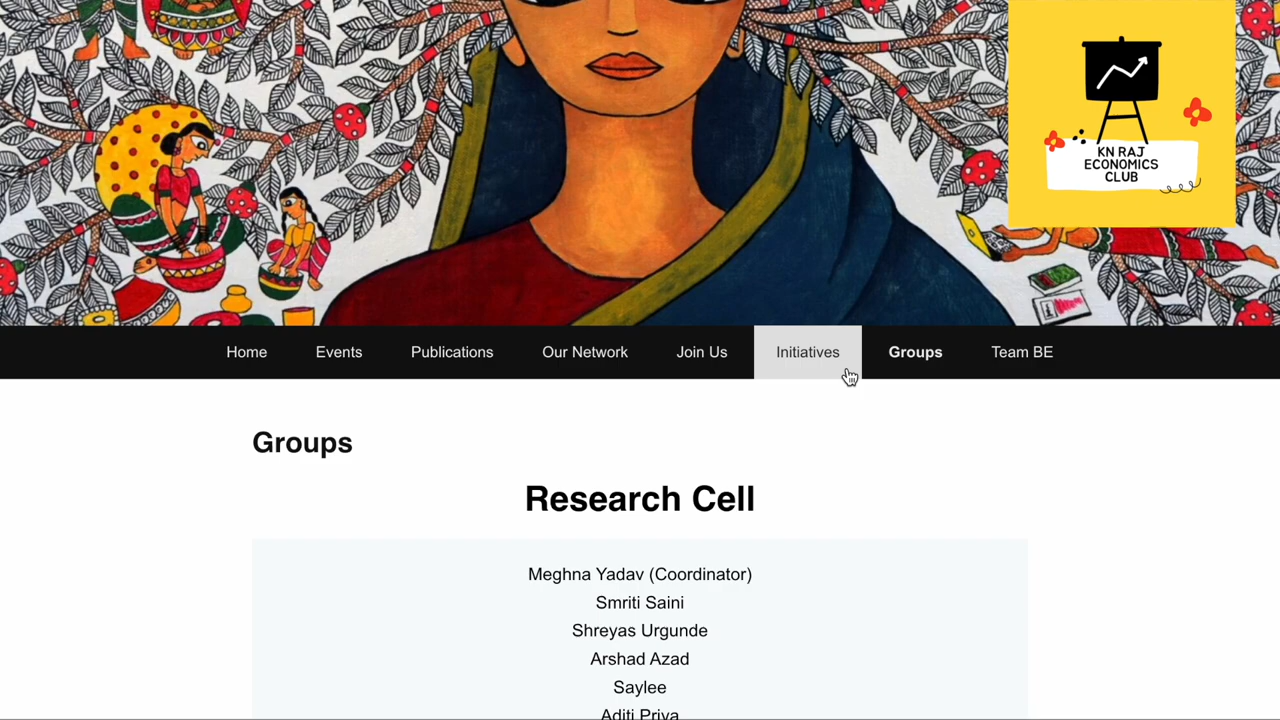 KN RAJ
ECONOMICS
CLUB
Home Events Publications Our Network Join Us Initiatives Groups Team BE
Groups
Research Cell
Meghna Yadav (Coordinator)
Smriti Saini
Shreyas Urgunde
Arshad Azad
Saylee
Aditi Priya